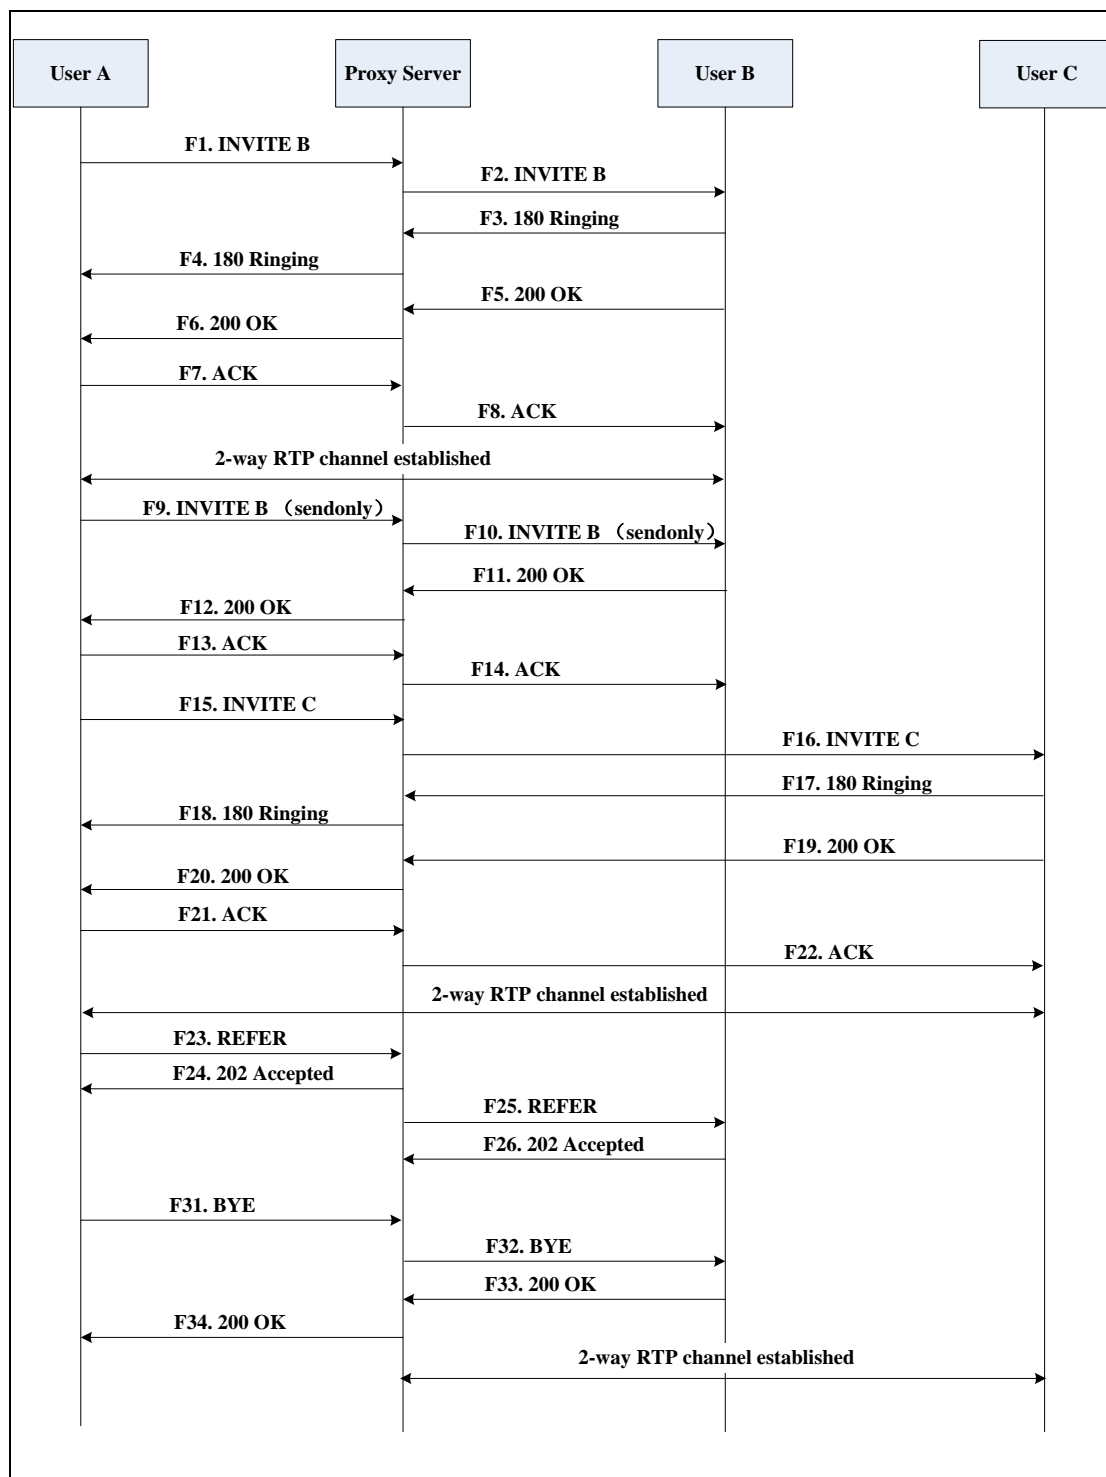 User A
Proxy Server
User B
User C
F1. INVITE B
F2. INVITE B
F3. 180 Ringing
F4. 180 Ringing
F5. 200 OK
F6. 200 OK
F7. ACK
F8. ACK
2-way RTP channel established
F9. INVITE B （sendonly）
F10. INVITE B （sendonly）
F11. 200 OK
F12. 200 OK
F13. ACK
F14. ACK
F15. INVITE C
F16. INVITE C
F17. 180 Ringing
F18. 180 Ringing
F19. 200 OK
F20. 200 OK
F21. ACK
F22. ACK
2-way RTP channel established
F23. REFER
F24. 202 Accepted
F25. REFER
F26. 202 Accepted
F31. BYE
F32. BYE
F33. 200 OK
F34. 200 OK
2-way RTP channel established